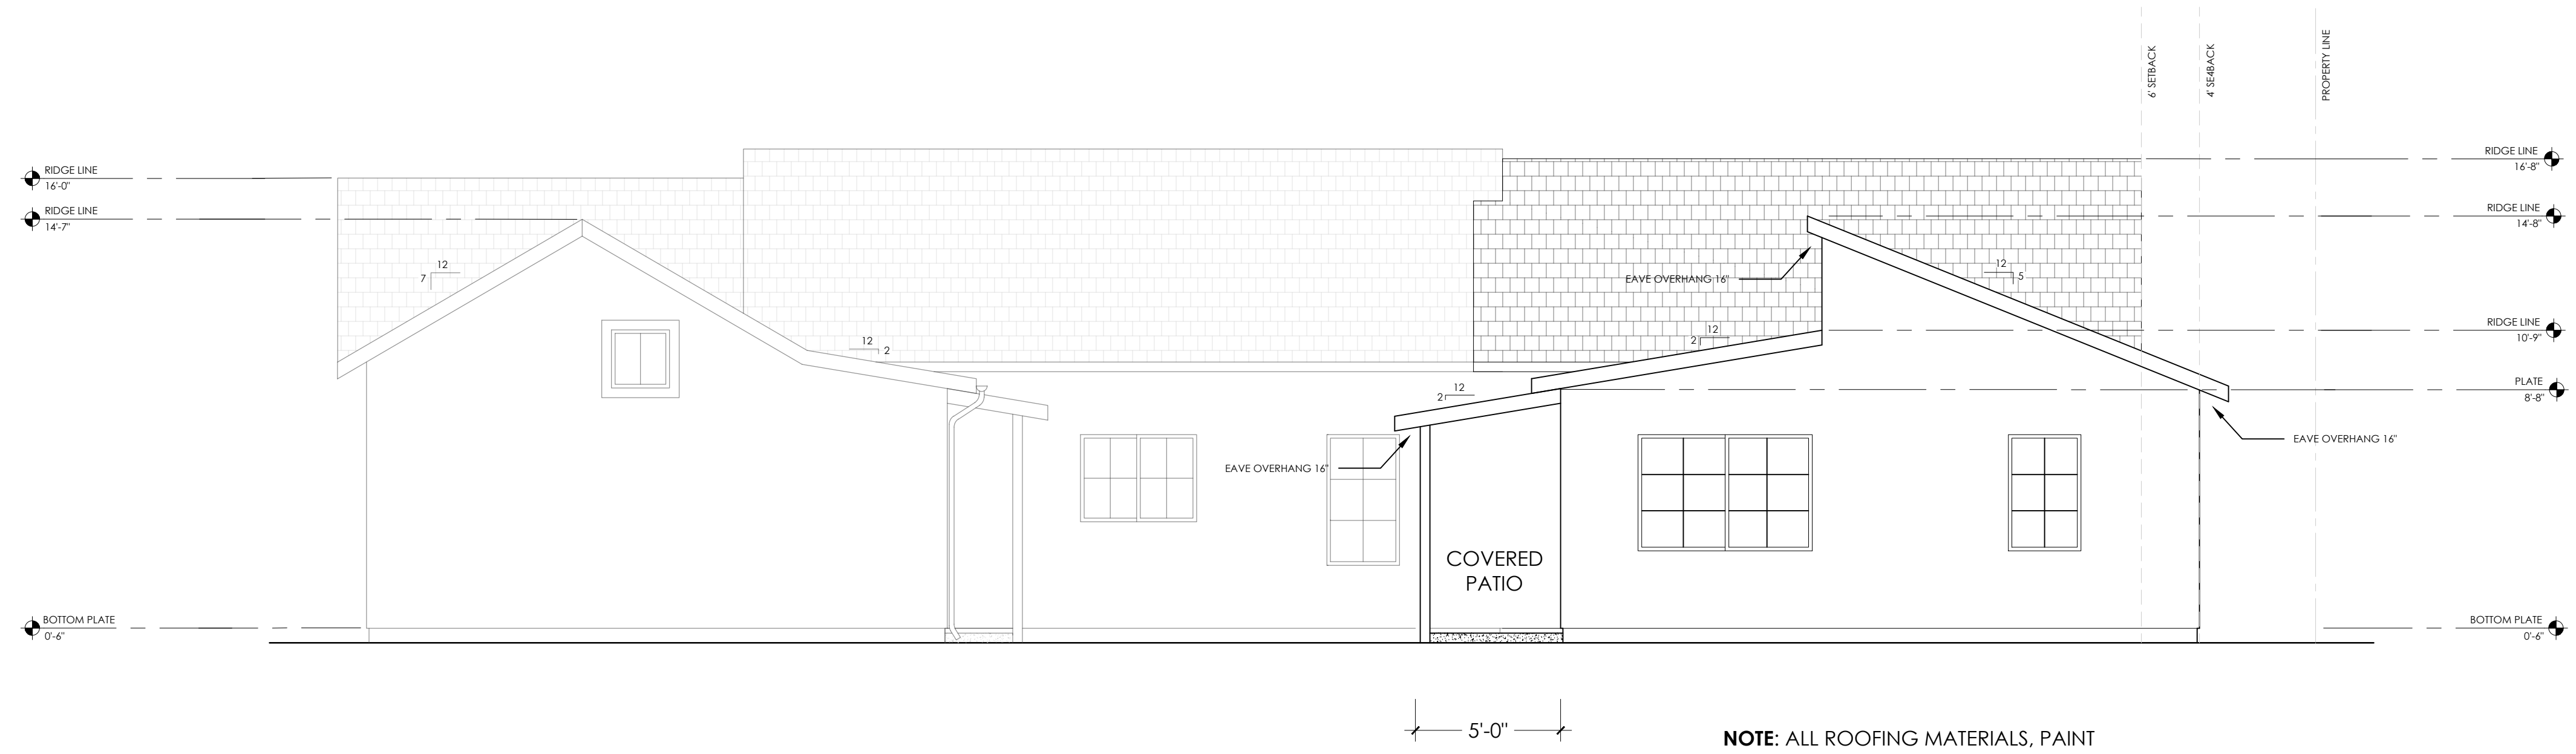 6' SETBACK
4' SE4BACK
PROPERTY LINE
RIDGE LINE
16'-0"
RIDGE LINE
14'-7"
RIDGE LINE
16'-8"
RIDGE LINE
14'-8"
RIDGE LINE
10'-9"
PLATE
8'-8"
12
7
12
2
EAVE OVERHANG 16"
12
5
12
2
12
2
EAVE OVERHANG 16"
EAVE OVERHANG 16"
COVERED
PATIO
BOTTOM PLATE
0'-6"
BOTTOM PLATE
0'-6"
5'-0"
NOTE: ALL ROOFING MATERIALS, PAINT